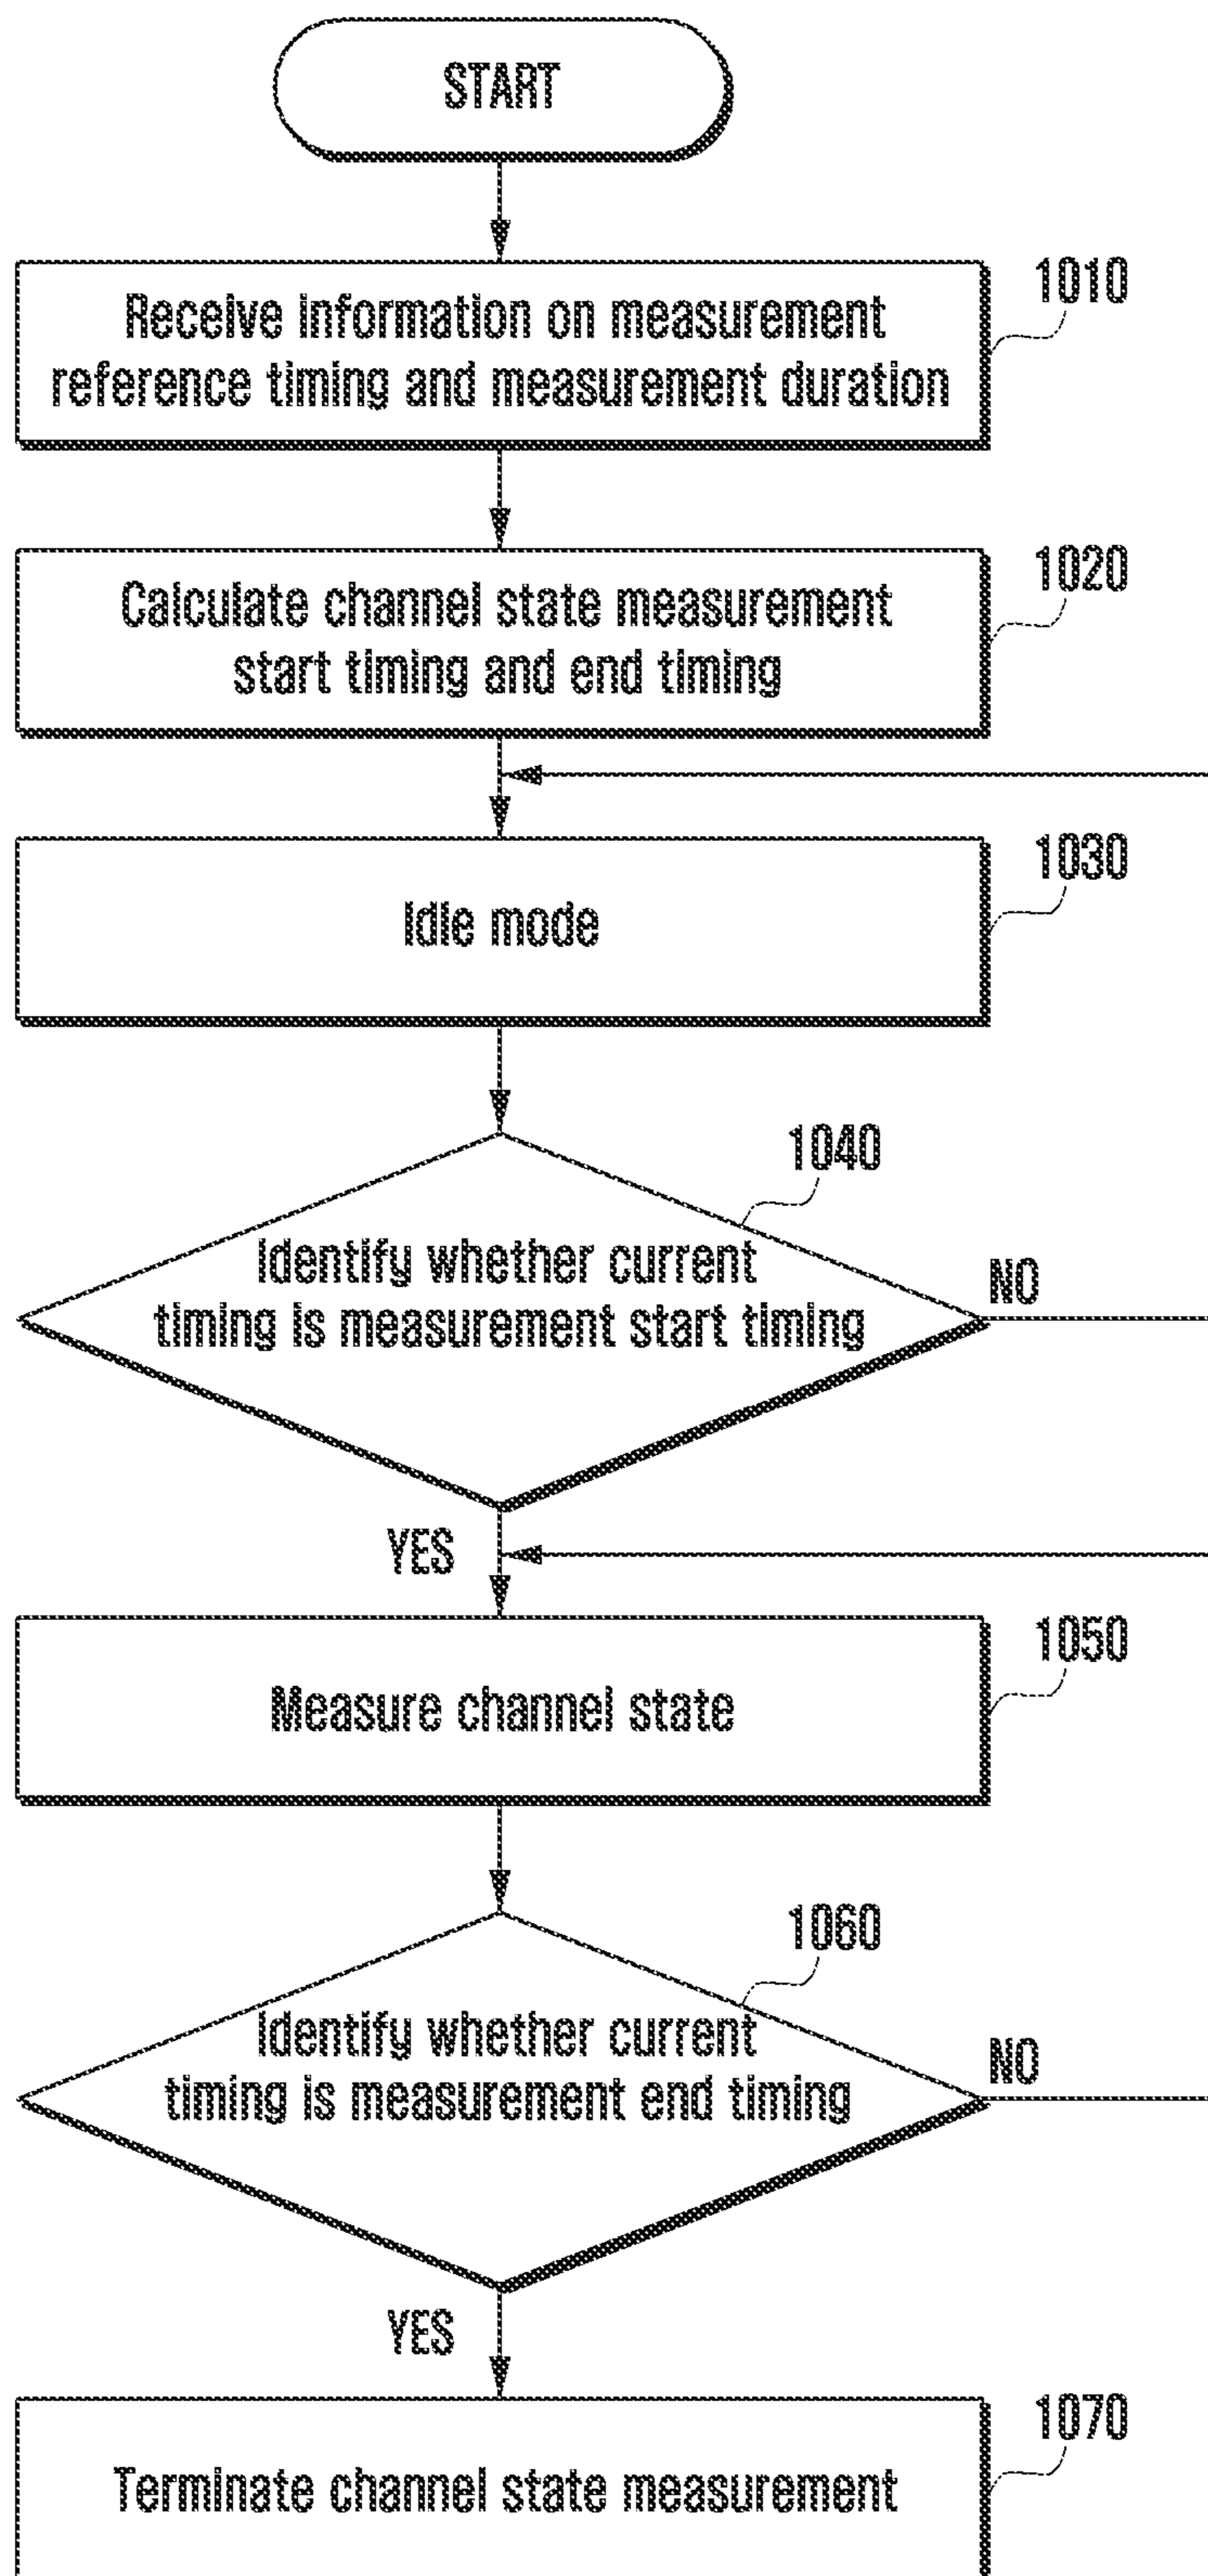 START
1010
Receive information on measurement
reference timing and measurement duration
1020
Calculate channel state measurement
start timing and end timing
1030
Idle mode
1040
Identify whether current
timing is measurement start timing
NO
YES
1050
Measure channel state
1060
Identify whether current
timing is measurement end timing
NO
YES
1070
Terminate channel state measurement